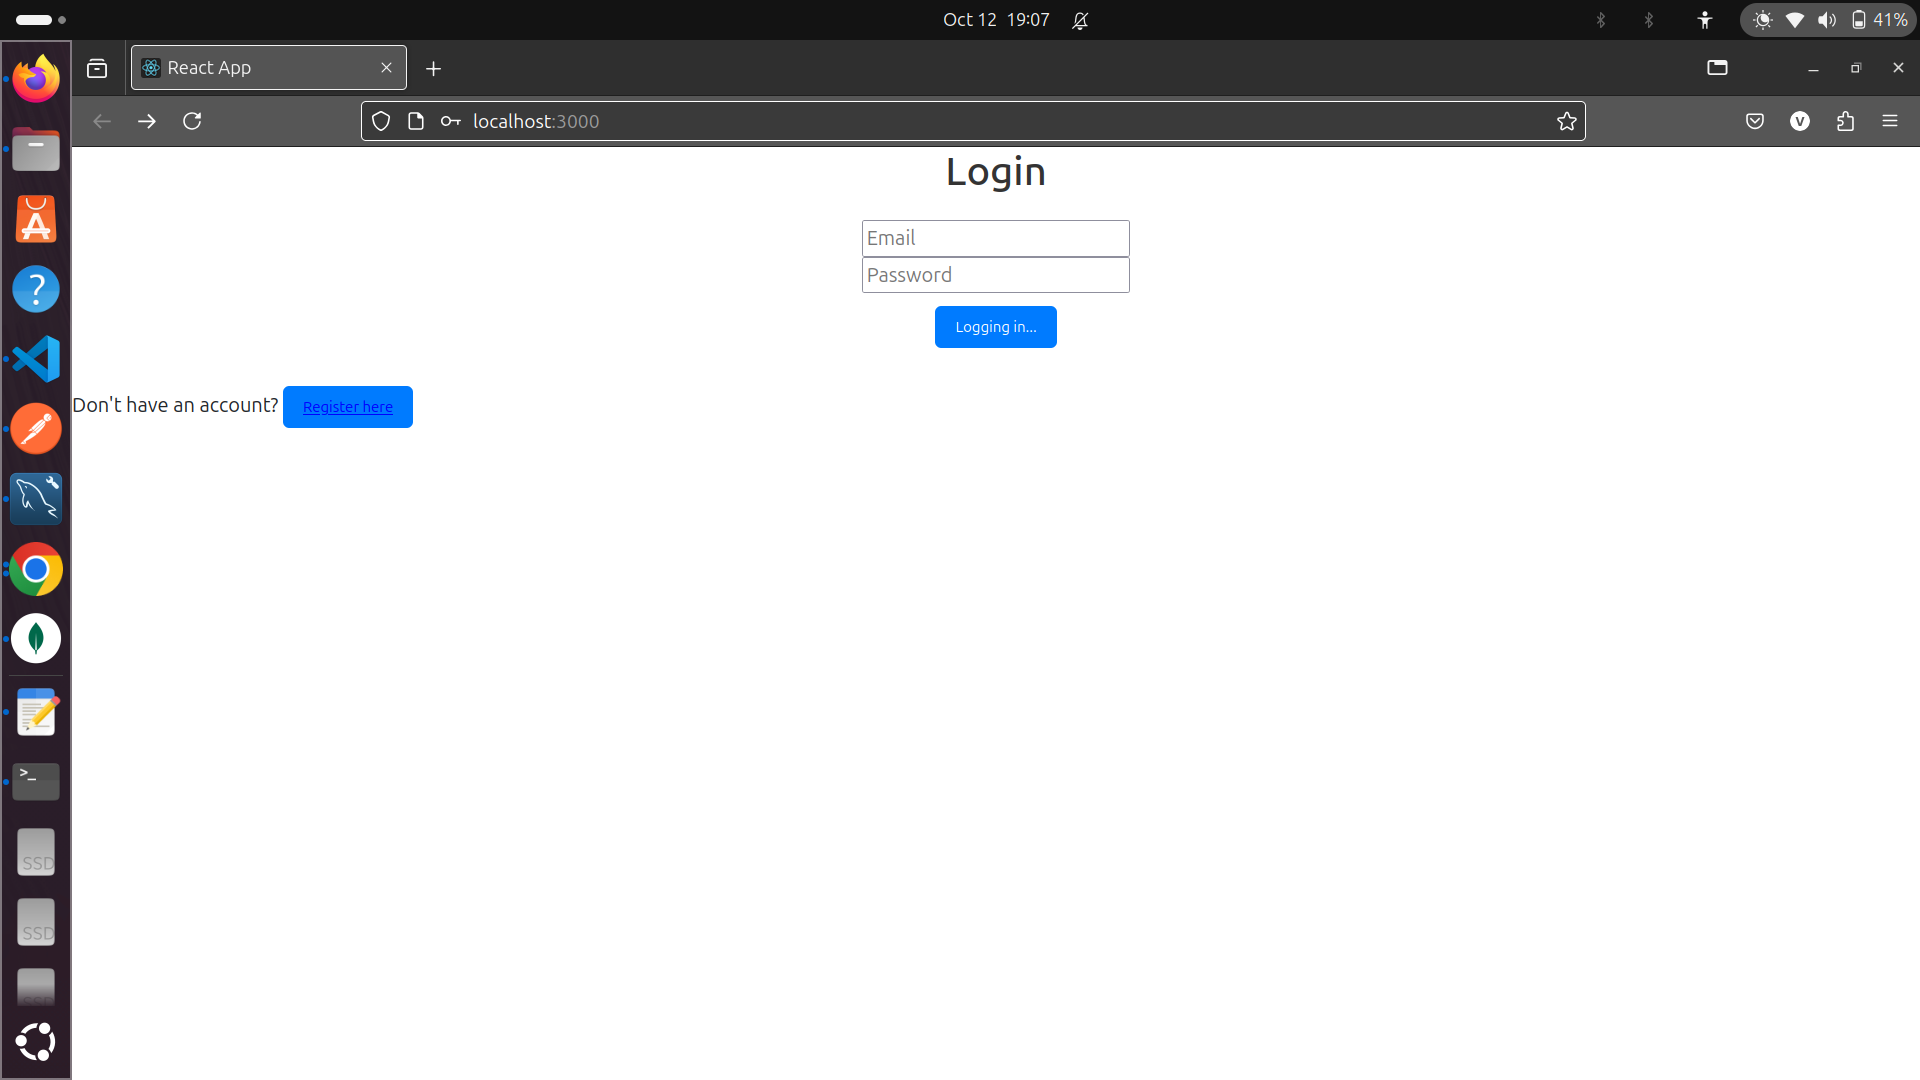 Oct 12 19:07
41%
React App
localhost:3000
Login
Email
Password
Logging in...
Don't have an account? Register here
SSD
SSD
SSD